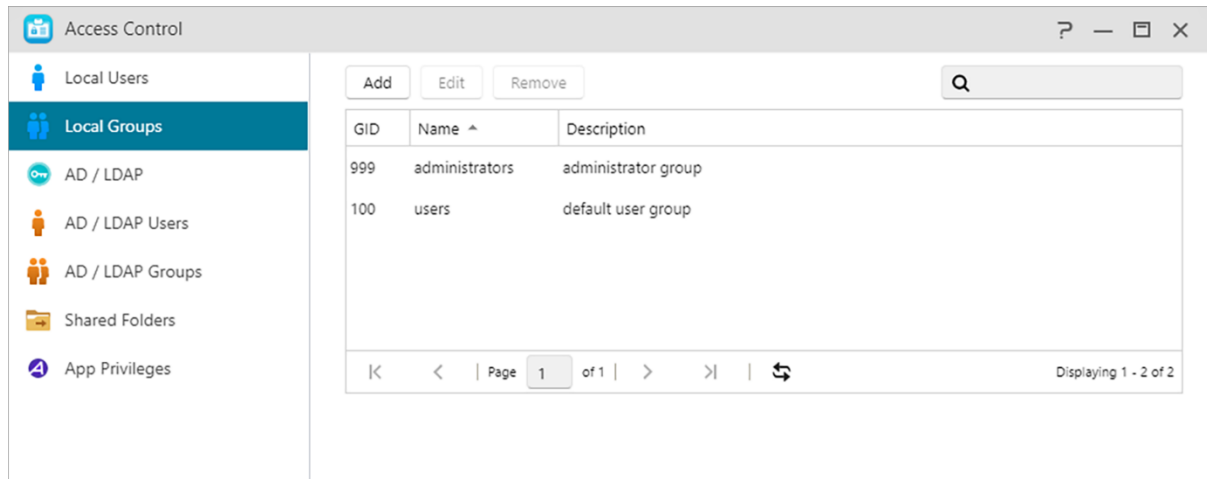 Access Control
Local Users
Local Groups
AD / LDAP
AD / LDAP Users
AD / LDAP Groups
Shared Folders
App Privileges
Add Edit Remove
GID Name Description
999 administrators administrator group
100 users default user group
Page 1 of 1 Displaying 1 - 2 of 2